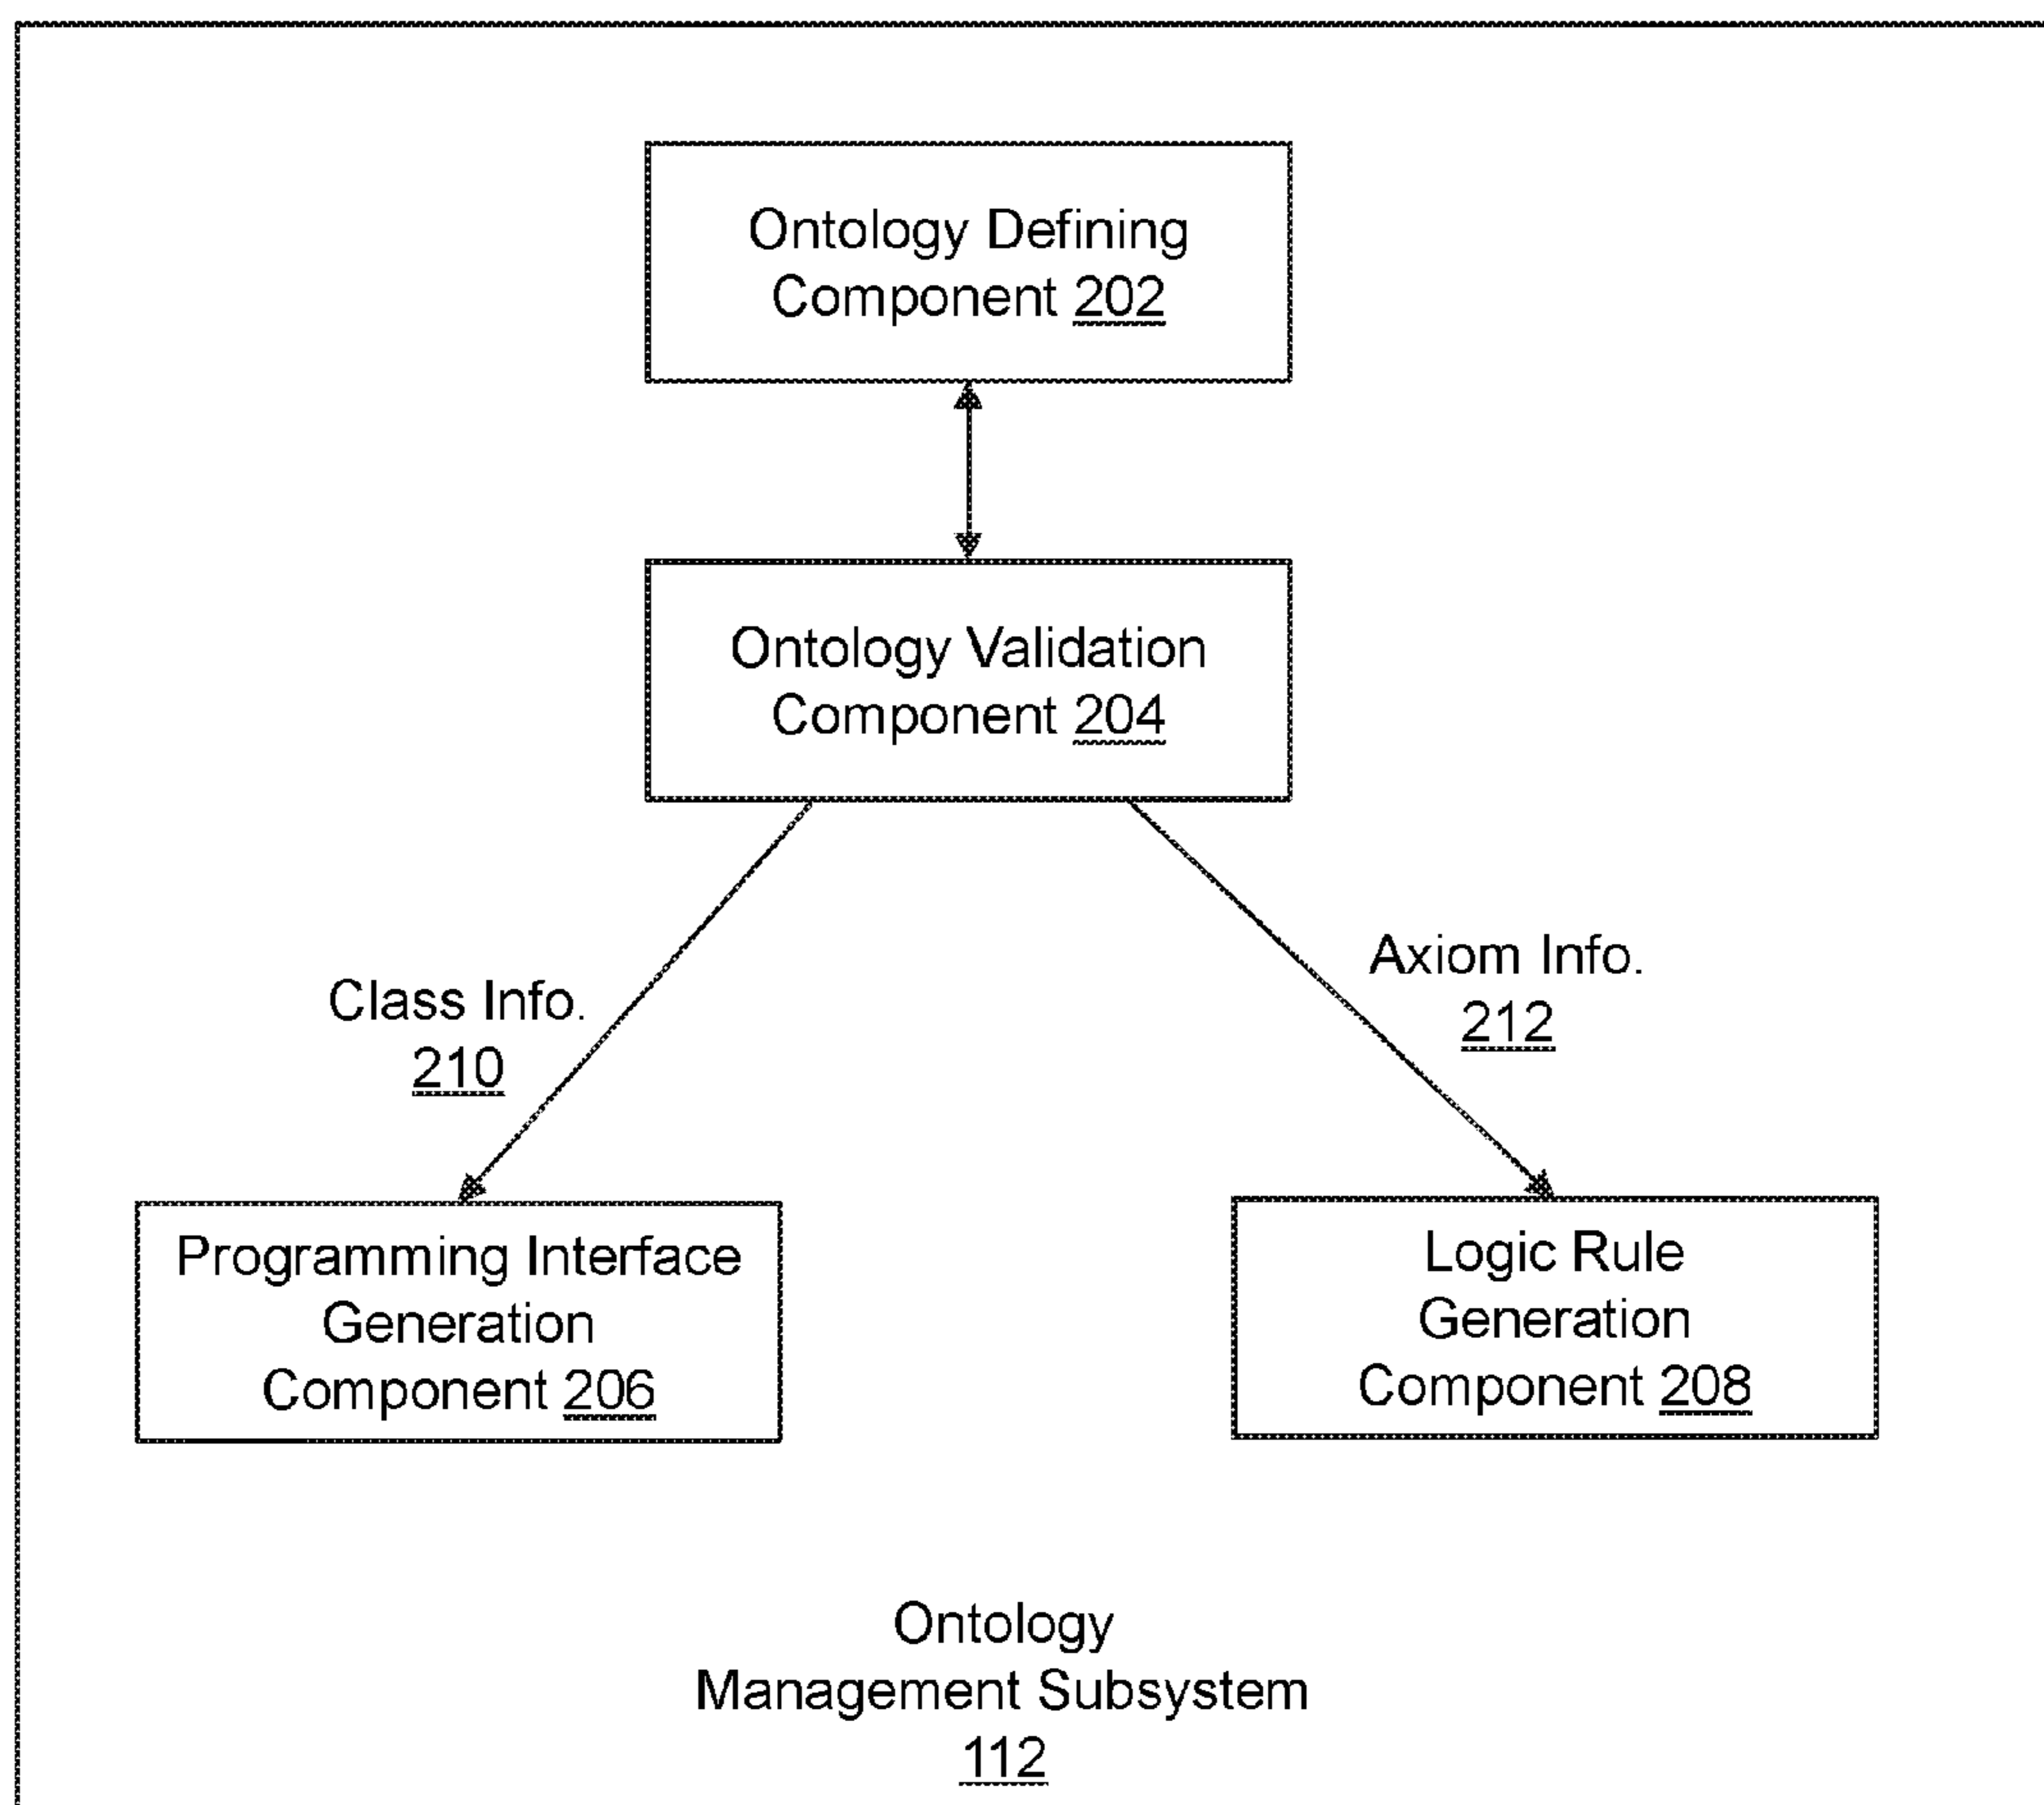 Ontology Defining
Component 202
Ontology Validation
Component 204
Class Info.
210
Axiom Info.
212
Programming Interface
Generation
Component 206
Logic Rule
Generation
Component 208
Ontology
Management Subsystem
112